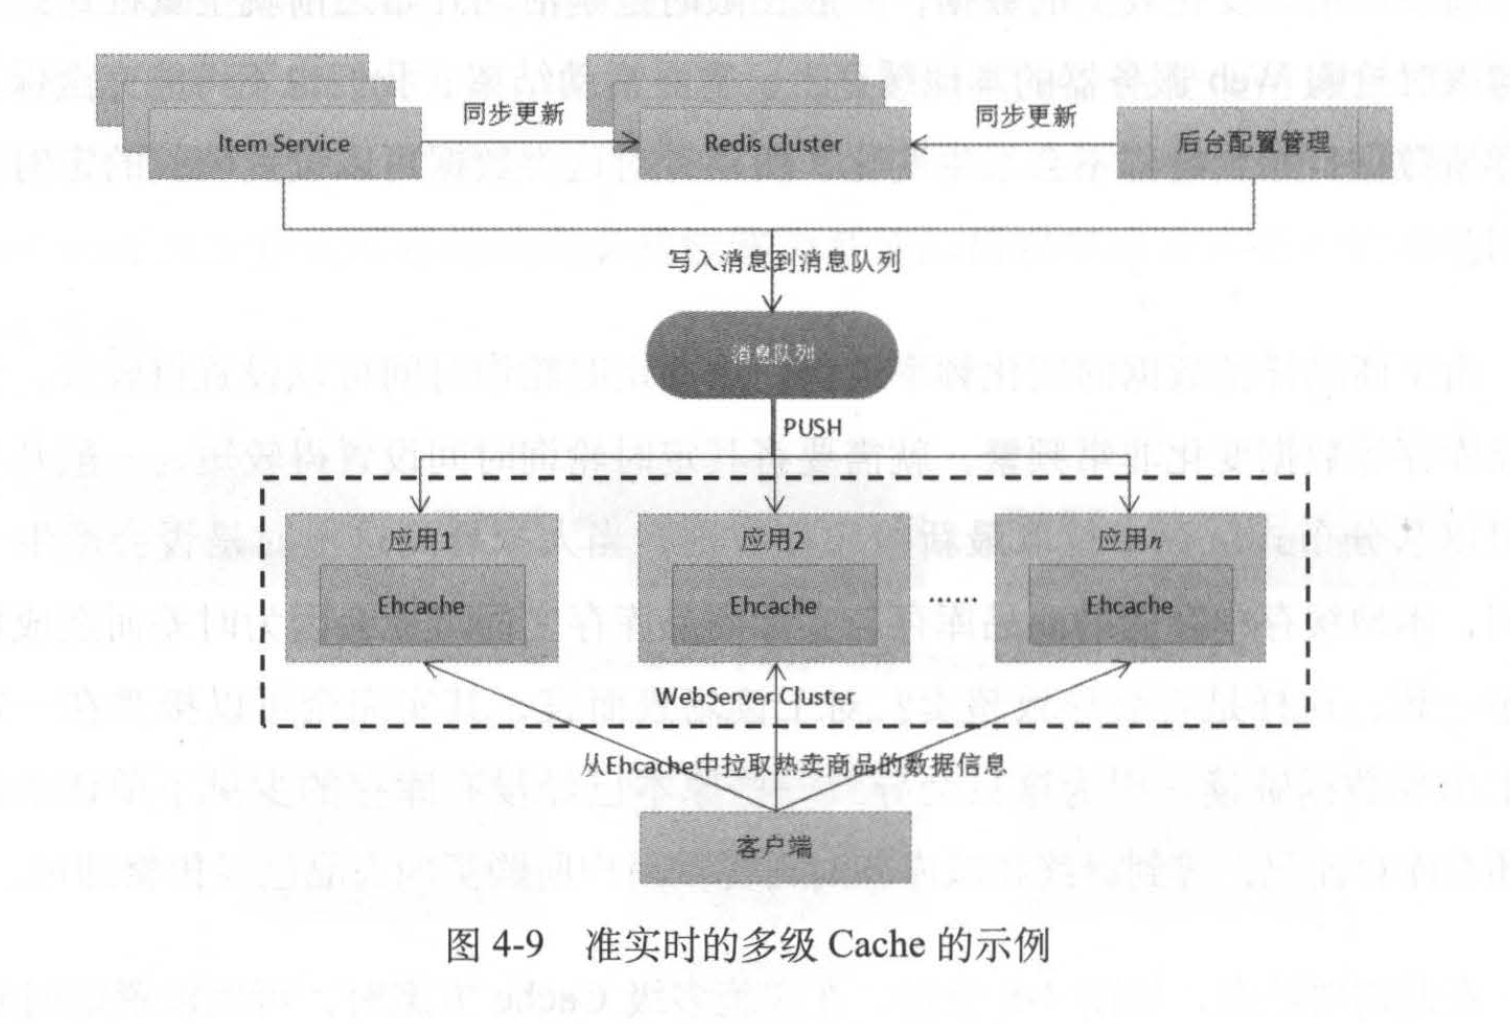 同步更新
同步更新
Item Service
Redis Cluster
后台配置管理
写入消息到消息队列
消息队列
PUSH
应用1
应用2
应用n
Ehcache
Ehcache
......
Ehcache
WebServer Cluster
从Ehcache中拉取热卖商品的数据信息
客户端
图 4-9 准实时的多级 Cache 的示例